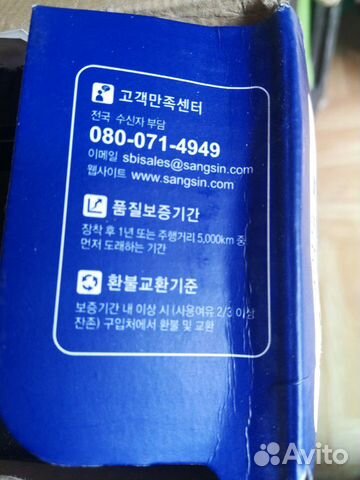 고객만족센터
전국 수신자 부담
080-071-4949
이메일 sbisales@sangsin.com
웹사이트 www.sangsin.com
품질보증기간
장착 후 1년 또는 주행거리 5,000km 중
먼저 도래하는 기간
환불교환기준
보증기간 내 이상 시 (사용여유 2/3 이상
잔존) 구입처에서 환불 및 교환
Avito